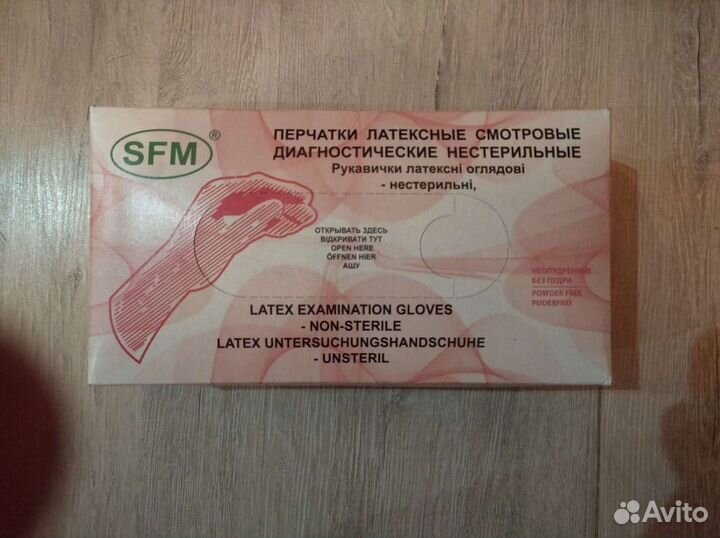 SFM ®
ПЕРЧАТКИ ЛАТЕКСНЫЕ СМОТРОВЫЕ
ДИАГНОСТИЧЕСКИЕ НЕСТЕРИЛЬНЫЕ
Рукавички латексні оглядові
- нестерильні,
ОТКРЫВАТЬ ЗДЕСЬ
ВІДКРИВАТИ ТУТ
OPEN HERE
ÖFFNEN HIER
АШУ
НЕОПУДРЕННЫЕ
БЕЗ ПУДРИ
POWDER FREE
PUDERFREI
LATEX EXAMINATION GLOVES
- NON-STERILE
LATEX UNTERSUCHUNGSHANDSCHUHE
- UNSTERIL
Avito